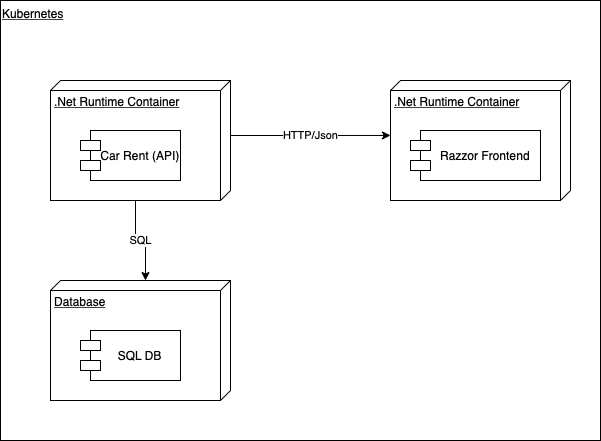 Kubernetes
.Net Runtime Container
.Net Runtime Container
Car Rent (API)
HTTP/Json
Razzor Frontend
SQL
Database
SQL DB